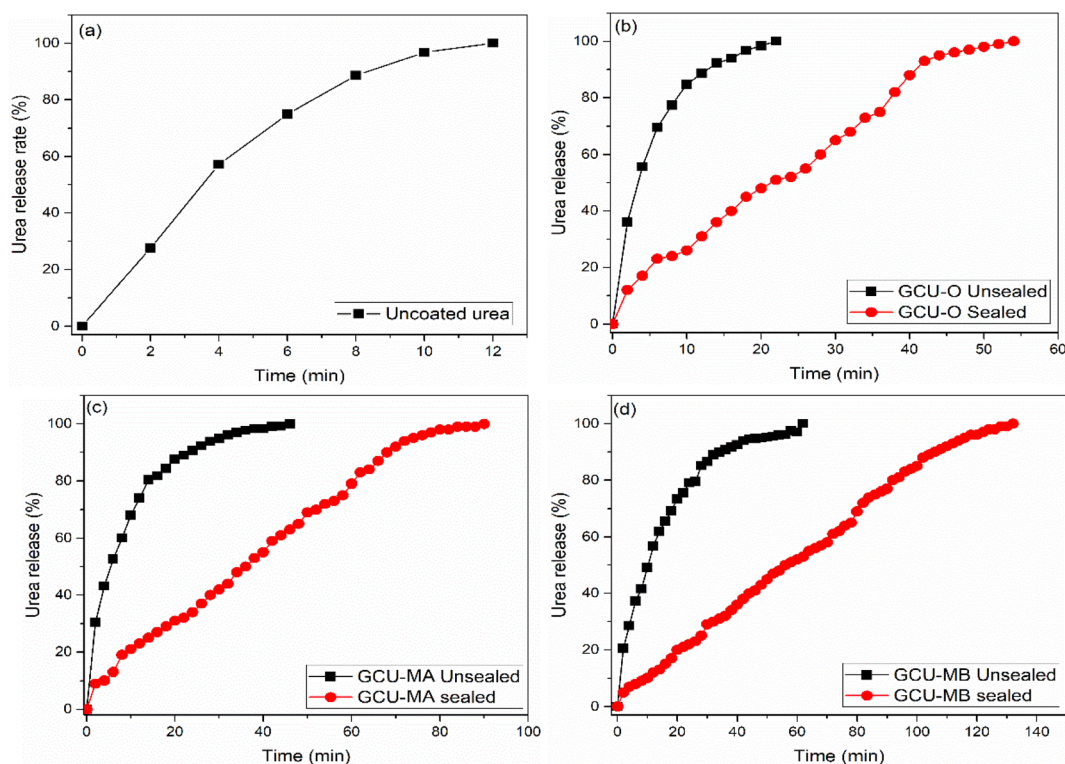 (a)
Urea release rate (%)
100
80
60
40
20
0
0 2 4 6 8 10 12
Time (min)
Uncoated urea
(b)
Urea release (%)
100
80
60
40
20
0
0 10 20 30 40 50 60
Time (min)
GCU-O Unsealed
GCU-O Sealed
(c)
Urea release (%)
100
80
60
40
20
0
0 20 40 60 80 100
Time (min)
GCU-MA Unsealed
GCU-MA sealed
(d)
Urea release (%)
100
80
60
40
20
0
0 20 40 60 80 100 120 140
Time (min)
GCU-MB Unsealed
GCU-MB sealed